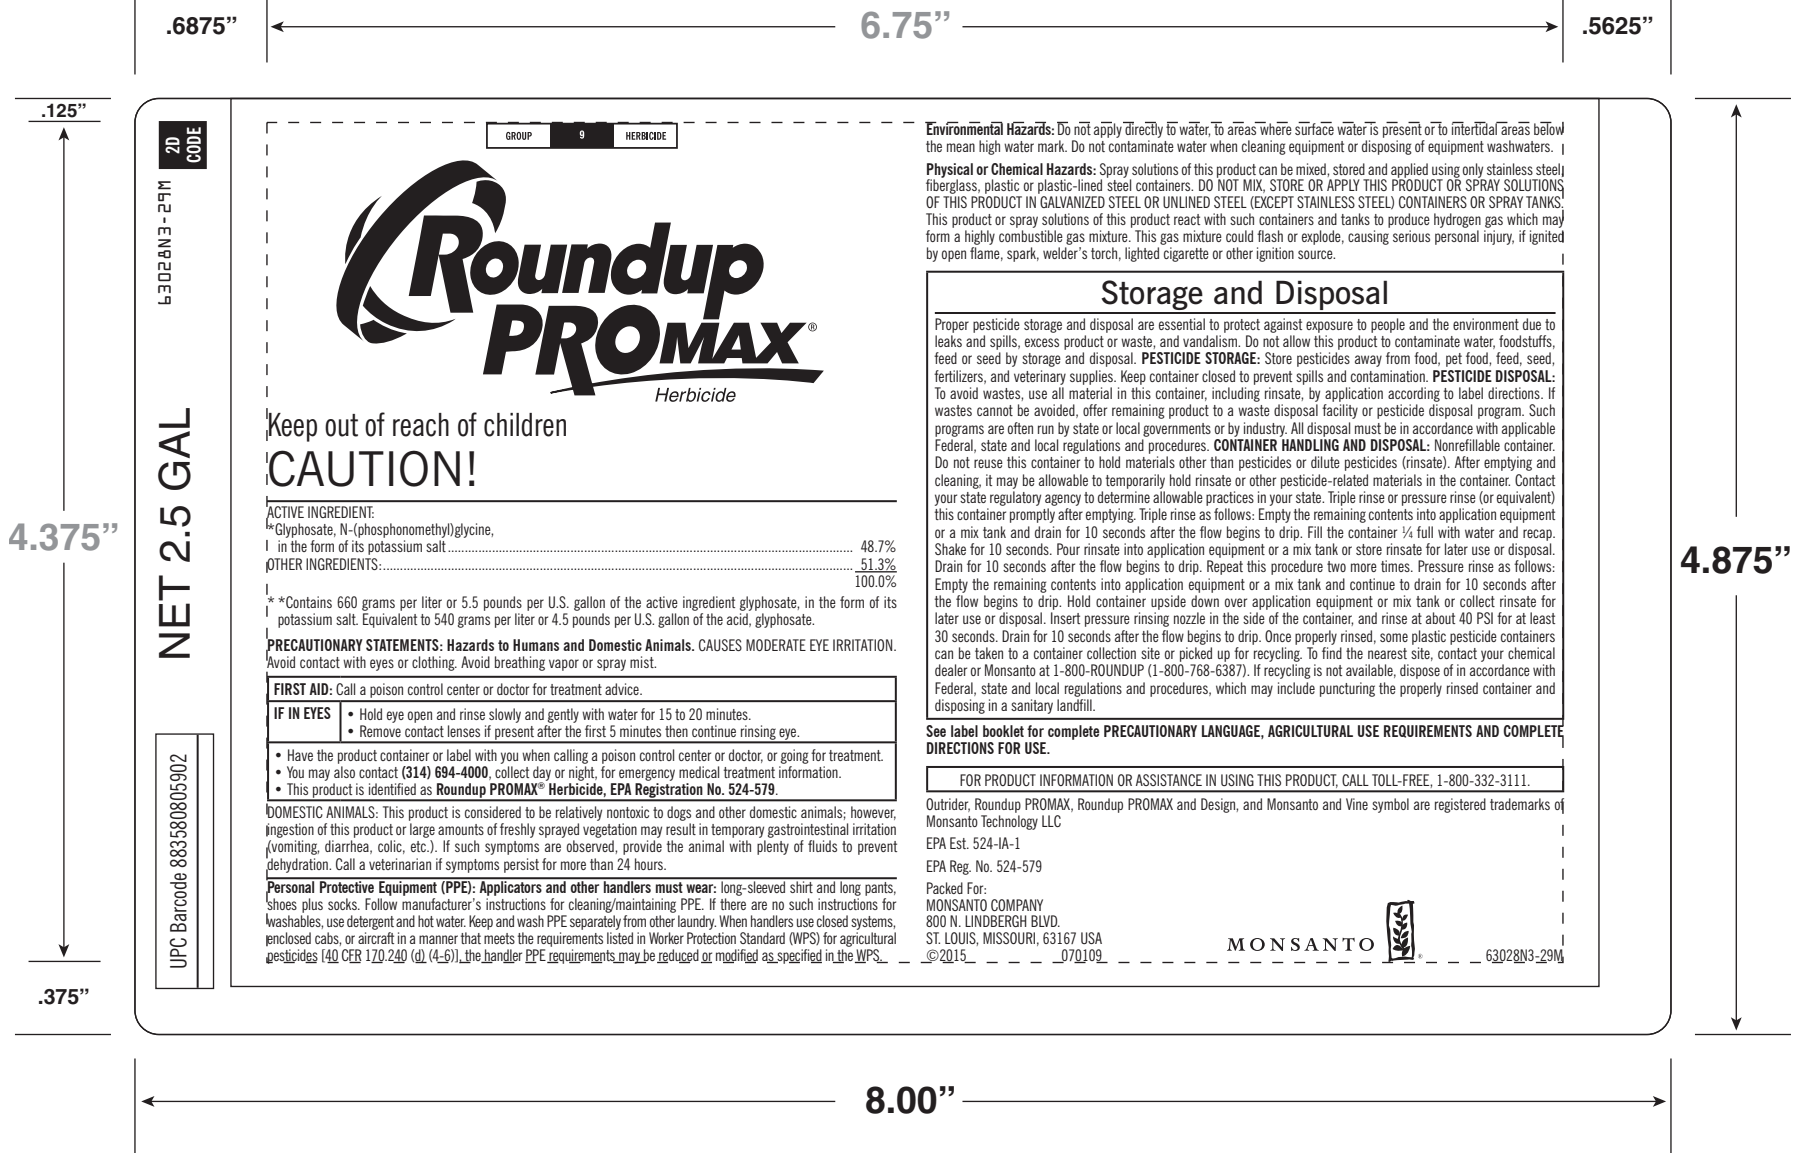 .6875”
6.75”
.5625”
.125”
4.375”
.375”
4.875”
8.00”
2D
CODE
63028N3-29M
NET 2.5 GAL
UPC Barcode 883580805902
GROUP 9 HERBICIDE
Roundup
PROMAX®
Herbicide
Keep out of reach of children
CAUTION!
ACTIVE INGREDIENT:
*Glyphosate, N-(phosphonomethyl)glycine,
in the form of its potassium salt ........ 48.7%
OTHER INGREDIENTS: ........ 51.3%
100.0%
* *Contains 660 grams per liter or 5.5 pounds per U.S. gallon of the active ingredient glyphosate, in the form of its
potassium salt. Equivalent to 540 grams per liter or 4.5 pounds per U.S. gallon of the acid, glyphosate.
PRECAUTIONARY STATEMENTS: Hazards to Humans and Domestic Animals. CAUSES MODERATE EYE IRRITATION.
Avoid contact with eyes or clothing. Avoid breathing vapor or spray mist.
FIRST AID: Call a poison control center or doctor for treatment advice.
IF IN EYES
• Hold eye open and rinse slowly and gently with water for 15 to 20 minutes.
• Remove contact lenses if present after the first 5 minutes then continue rinsing eye.
• Have the product container or label with you when calling a poison control center or doctor, or going for treatment.
• You may also contact (314) 694-4000, collect day or night, for emergency medical treatment information.
• This product is identified as Roundup PROMAX® Herbicide, EPA Registration No. 524-579.
DOMESTIC ANIMALS: This product is considered to be relatively nontoxic to dogs and other domestic animals; however,
ingestion of this product or large amounts of freshly sprayed vegetation may result in temporary gastrointestinal irritation
(vomiting, diarrhea, colic, etc.). If such symptoms are observed, provide the animal with plenty of fluids to prevent
dehydration. Call a veterinarian if symptoms persist for more than 24 hours.
Personal Protective Equipment (PPE): Applicators and other handlers must wear: long-sleeved shirt and long pants,
shoes plus socks. Follow manufacturer’s instructions for cleaning/maintaining PPE. If there are no such instructions for
washables, use detergent and hot water. Keep and wash PPE separately from other laundry. When handlers use closed systems,
enclosed cabs, or aircraft in a manner that meets the requirements listed in Worker Protection Standard (WPS) for agricultural
pesticides [40 CFR 170.240 (d) (4-6)], the handler PPE requirements may be reduced or modified as specified in the WPS.
Environmental Hazards: Do not apply directly to water, to areas where surface water is present or to intertidal areas below
the mean high water mark. Do not contaminate water when cleaning equipment or disposing of equipment washwaters.
Physical or Chemical Hazards: Spray solutions of this product can be mixed, stored and applied using only stainless steel,
fiberglass, plastic or plastic-lined steel containers. DO NOT MIX, STORE OR APPLY THIS PRODUCT OR SPRAY SOLUTIONS
OF THIS PRODUCT IN GALVANIZED STEEL OR UNLINED STEEL (EXCEPT STAINLESS STEEL) CONTAINERS OR SPRAY TANKS.
This product or spray solutions of this product react with such containers and tanks to produce hydrogen gas which may
form a highly combustible gas mixture. This gas mixture could flash or explode, causing serious personal injury, if ignited
by open flame, spark, welder’s torch, lighted cigarette or other ignition source.
Storage and Disposal
Proper pesticide storage and disposal are essential to protect against exposure to people and the environment due to
leaks and spills, excess product or waste, and vandalism. Do not allow this product to contaminate water, foodstuffs,
feed or seed by storage and disposal. PESTICIDE STORAGE: Store pesticides away from food, pet food, feed, seed,
fertilizers, and veterinary supplies. Keep container closed to prevent spills and contamination. PESTICIDE DISPOSAL:
To avoid wastes, use all material in this container, including rinsate, by application according to label directions. If
wastes cannot be avoided, offer remaining product to a waste disposal facility or pesticide disposal program. Such
programs are often run by state or local governments or by industry. All disposal must be in accordance with applicable
Federal, state and local regulations and procedures. CONTAINER HANDLING AND DISPOSAL: Nonrefillable container.
Do not reuse this container to hold materials other than pesticides or dilute pesticides (rinsate). After emptying and
cleaning, it may be allowable to temporarily hold rinsate or other pesticide-related materials in the container. Contact
your state regulatory agency to determine allowable practices in your state. Triple rinse or pressure rinse (or equivalent)
this container promptly after emptying. Triple rinse as follows: Empty the remaining contents into application equipment
or a mix tank and drain for 10 seconds after the flow begins to drip. Fill the container ¼ full with water and recap.
Shake for 10 seconds. Pour rinsate into application equipment or a mix tank or store rinsate for later use or disposal.
Drain for 10 seconds after the flow begins to drip. Repeat this procedure two more times. Pressure rinse as follows:
Empty the remaining contents into application equipment or a mix tank and continue to drain for 10 seconds after
the flow begins to drip. Hold container upside down over application equipment or mix tank or collect rinsate for
later use or disposal. Insert pressure rinsing nozzle in the side of the container, and rinse at about 40 PSI for at least
30 seconds. Drain for 10 seconds after the flow begins to drip. Once properly rinsed, some plastic pesticide containers
can be taken to a container collection site or picked up for recycling. To find the nearest site, contact your chemical
dealer or Monsanto at 1-800-ROUNDUP (1-800-768-6387). If recycling is not available, dispose of in accordance with
Federal, state and local regulations and procedures, which may include puncturing the properly rinsed container and
disposing in a sanitary landfill.
See label booklet for complete PRECAUTIONARY LANGUAGE, AGRICULTURAL USE REQUIREMENTS AND COMPLETE
DIRECTIONS FOR USE.
FOR PRODUCT INFORMATION OR ASSISTANCE IN USING THIS PRODUCT, CALL TOLL-FREE, 1-800-332-3111.
Outrider, Roundup PROMAX, Roundup PROMAX and Design, and Monsanto and Vine symbol are registered trademarks of
Monsanto Technology LLC
EPA Est. 524-IA-1
EPA Reg. No. 524-579
Packed For:
MONSANTO COMPANY
800 N. LINDBERGH BLVD.
ST. LOUIS, MISSOURI, 63167 USA
©2015 070109
MONSANTO ®
63028N3-29M